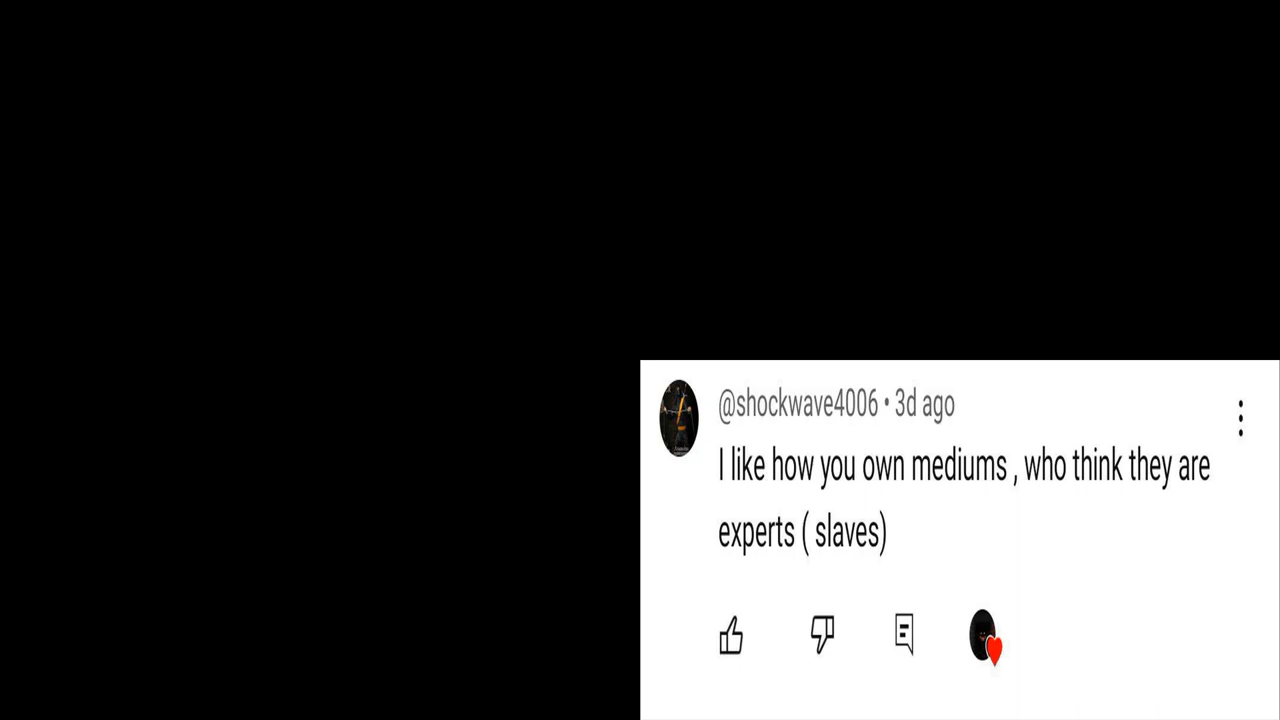 @shockwave4006 • 3d ago
I like how you own mediums , who think they are
experts ( slaves)